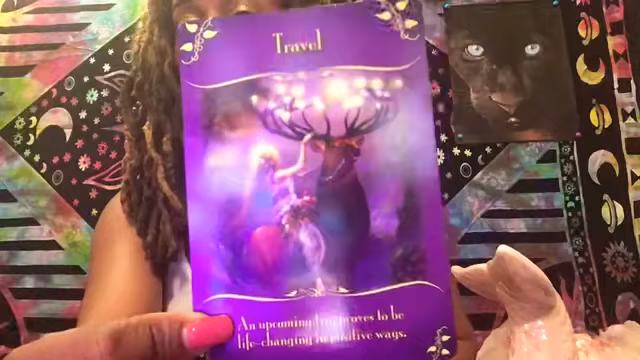 Travel
An upcoming trip proves to be
life-changing in positive ways.